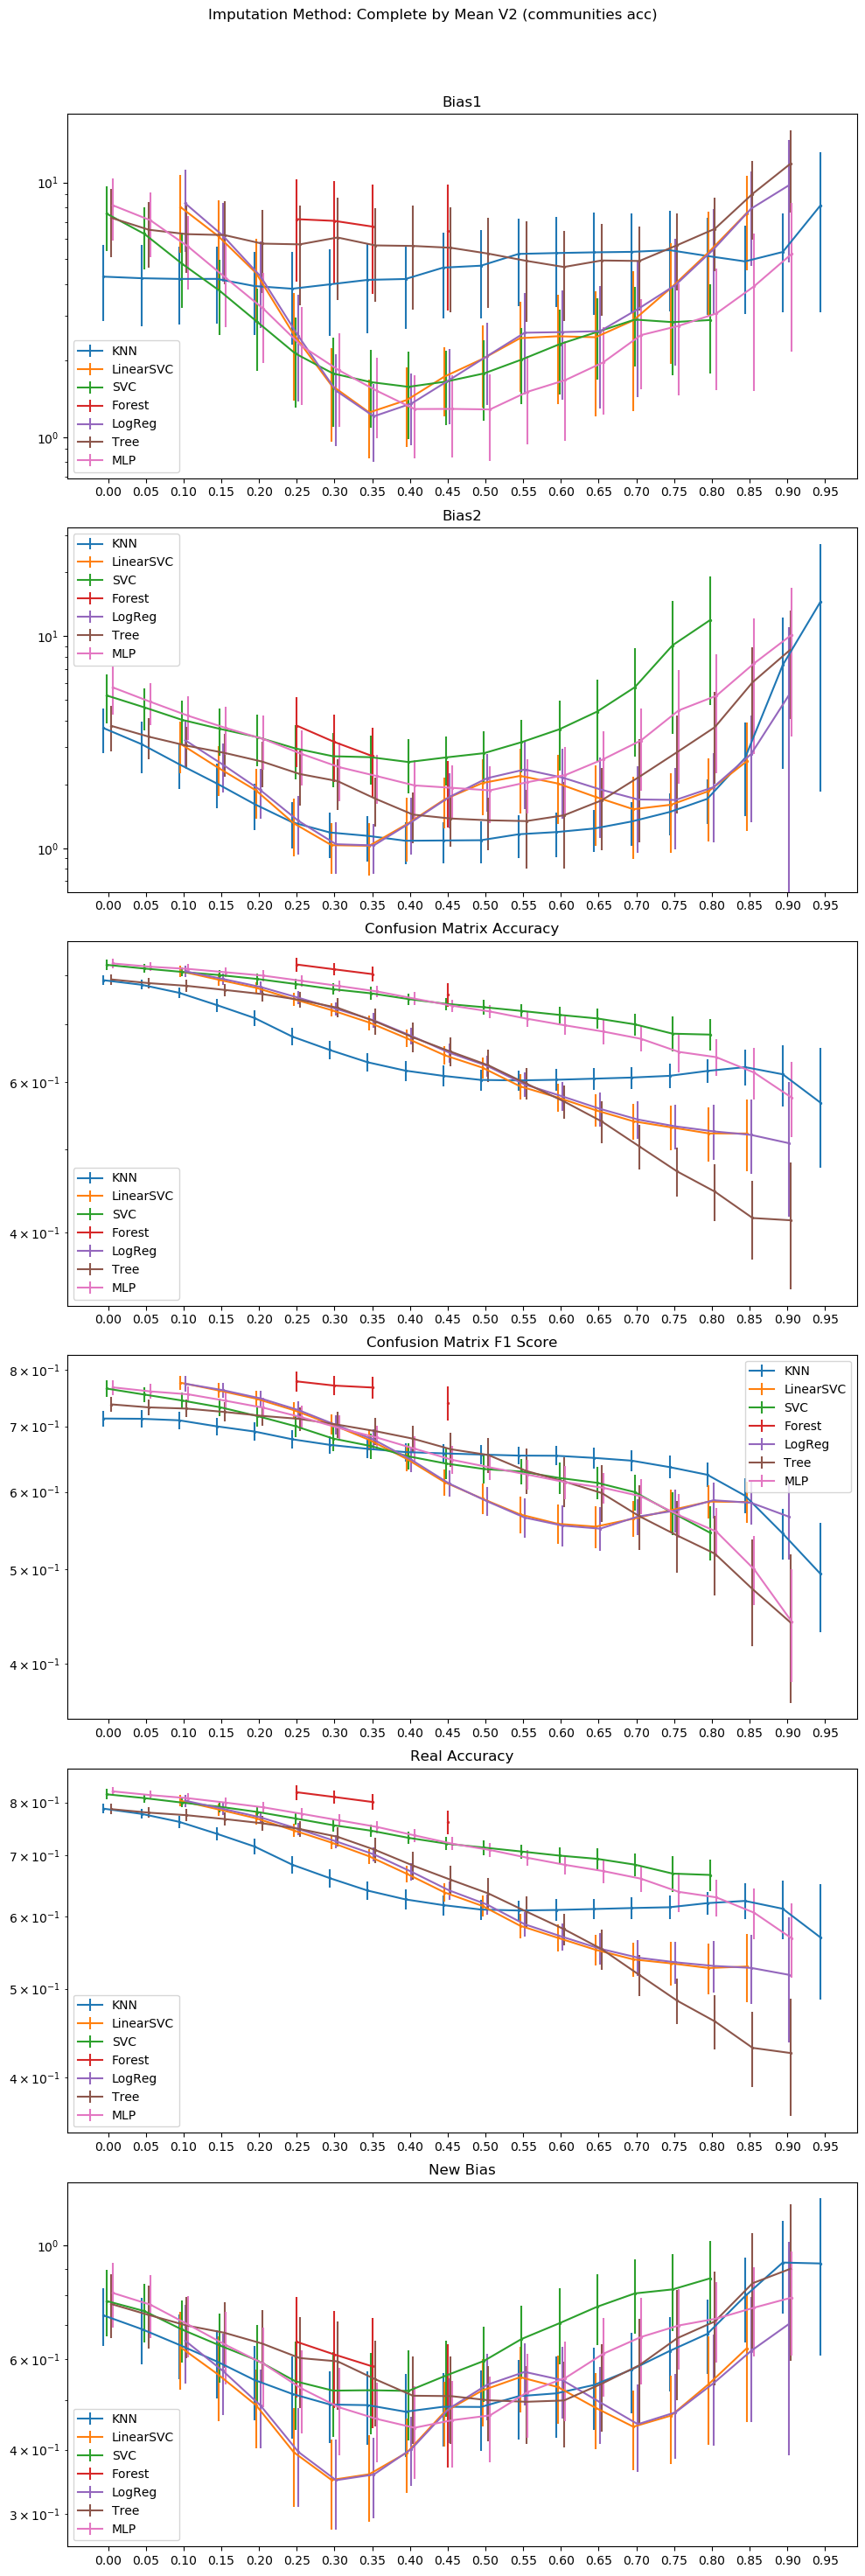 Imputation Method: Complete by Mean V2 (communities acc)
Bias1
10¹
10⁰
KNN
LinearSVC
SVC
Forest
LogReg
Tree
MLP
0.00 0.05 0.10 0.15 0.20 0.25 0.30 0.35 0.40 0.45 0.50 0.55 0.60 0.65 0.70 0.75 0.80 0.85 0.90 0.95
Bias2
KNN
LinearSVC
SVC
Forest
LogReg
Tree
MLP
10¹
10⁰
0.00 0.05 0.10 0.15 0.20 0.25 0.30 0.35 0.40 0.45 0.50 0.55 0.60 0.65 0.70 0.75 0.80 0.85 0.90 0.95
Confusion Matrix Accuracy
6 × 10⁻¹
4 × 10⁻¹
KNN
LinearSVC
SVC
Forest
LogReg
Tree
MLP
0.00 0.05 0.10 0.15 0.20 0.25 0.30 0.35 0.40 0.45 0.50 0.55 0.60 0.65 0.70 0.75 0.80 0.85 0.90 0.95
Confusion Matrix F1 Score
8 × 10⁻¹
7 × 10⁻¹
6 × 10⁻¹
5 × 10⁻¹
4 × 10⁻¹
KNN
LinearSVC
SVC
Forest
LogReg
Tree
MLP
0.00 0.05 0.10 0.15 0.20 0.25 0.30 0.35 0.40 0.45 0.50 0.55 0.60 0.65 0.70 0.75 0.80 0.85 0.90 0.95
Real Accuracy
8 × 10⁻¹
7 × 10⁻¹
6 × 10⁻¹
5 × 10⁻¹
4 × 10⁻¹
KNN
LinearSVC
SVC
Forest
LogReg
Tree
MLP
0.00 0.05 0.10 0.15 0.20 0.25 0.30 0.35 0.40 0.45 0.50 0.55 0.60 0.65 0.70 0.75 0.80 0.85 0.90 0.95
New Bias
10⁰
6 × 10⁻¹
4 × 10⁻¹
3 × 10⁻¹
KNN
LinearSVC
SVC
Forest
LogReg
Tree
MLP
0.00 0.05 0.10 0.15 0.20 0.25 0.30 0.35 0.40 0.45 0.50 0.55 0.60 0.65 0.70 0.75 0.80 0.85 0.90 0.95